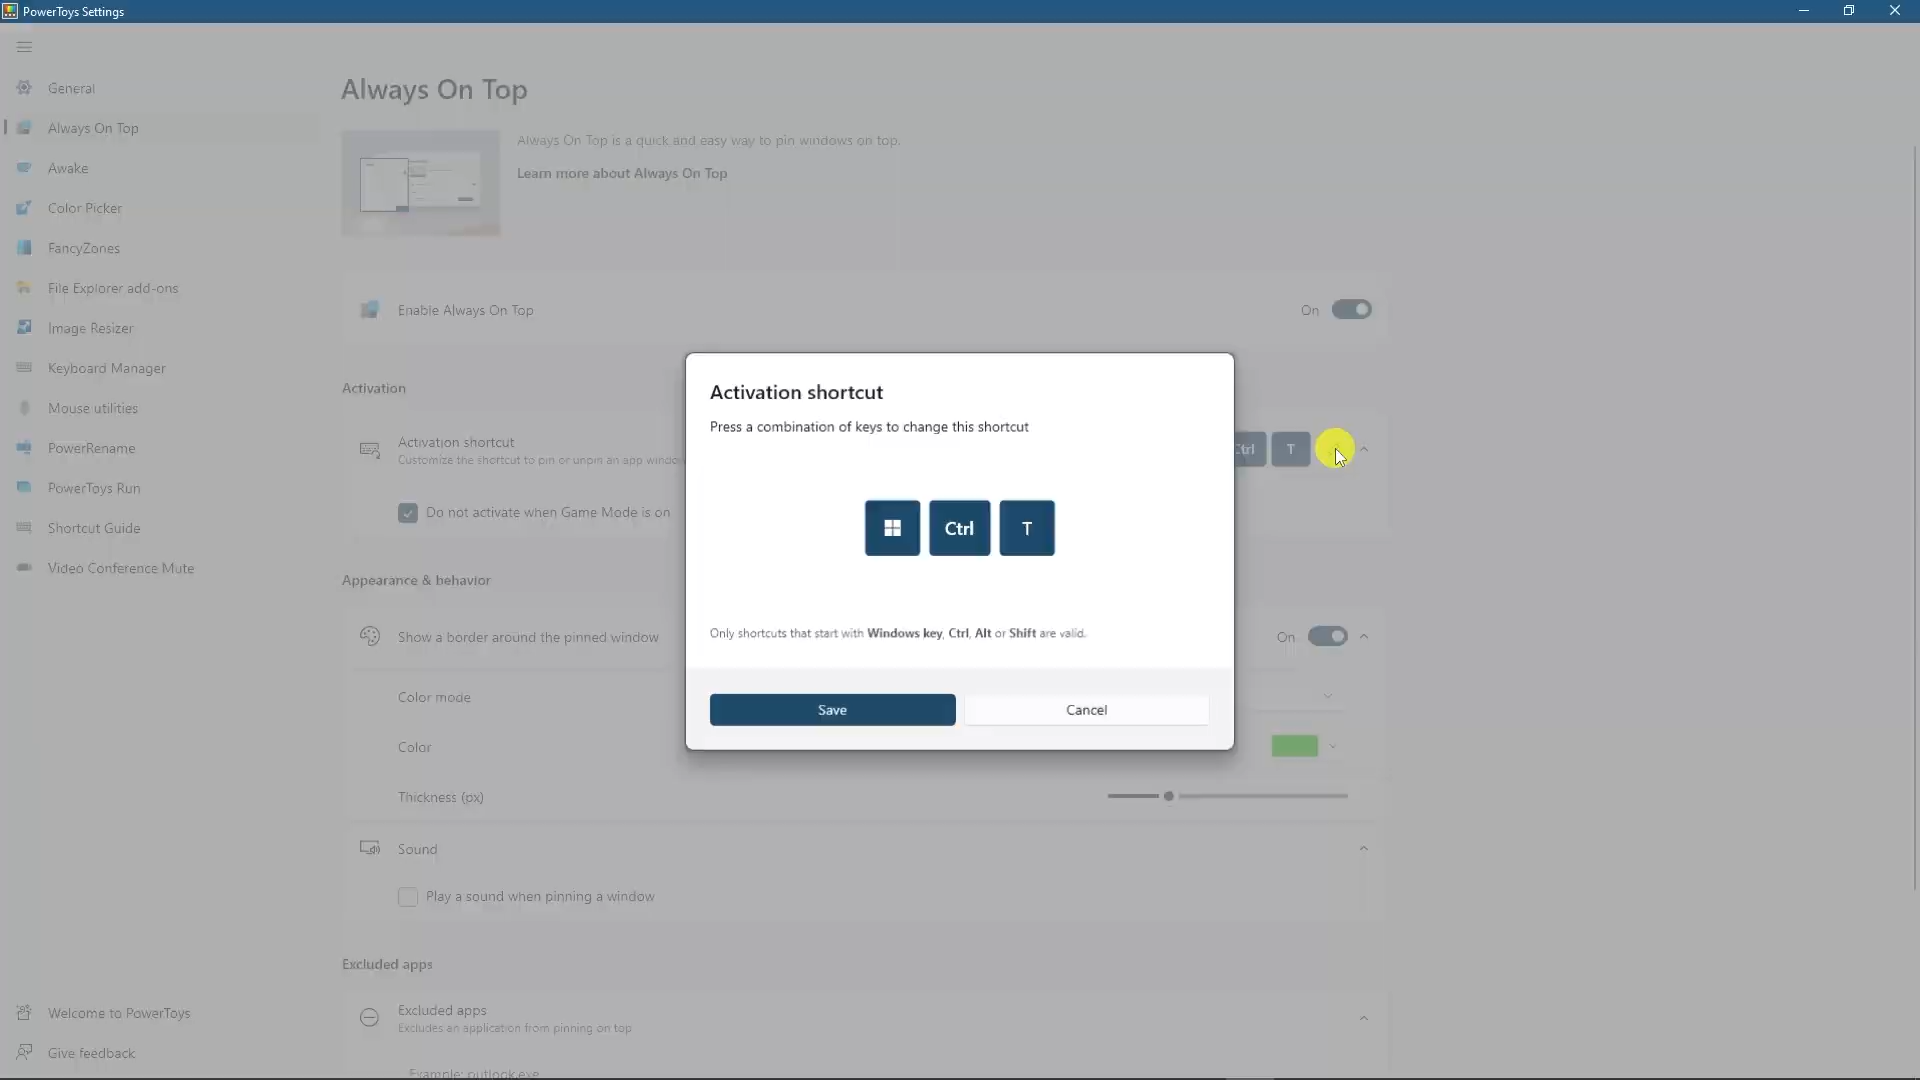 PowerToys Settings
General
Always On Top
Awake
Color Picker
FancyZones
File Explorer add-ons
Image Resizer
Keyboard Manager
Mouse utilities
PowerRename
PowerToys Run
Shortcut Guide
Video Conference Mute
Welcome to PowerToys
Give feedback
Always On Top
Always On Top is a quick and easy way to pin windows on top.
Learn more about Always On Top
Enable Always On Top
On
Activation
Activation shortcut
Customize the shortcut to pin or unpin an app window
Ctrl T
Do not activate when Game Mode is on
Appearance & behavior
Show a border around the pinned window
On
Color mode
Color
Thickness (px)
Sound
Play a sound when pinning a window
Excluded apps
Excluded apps
Excludes an application from pinning on top
Example: outlook.exe
Activation shortcut
Press a combination of keys to change this shortcut
Ctrl T
Only shortcuts that start with Windows key, Ctrl, Alt or Shift are valid.
Save Cancel